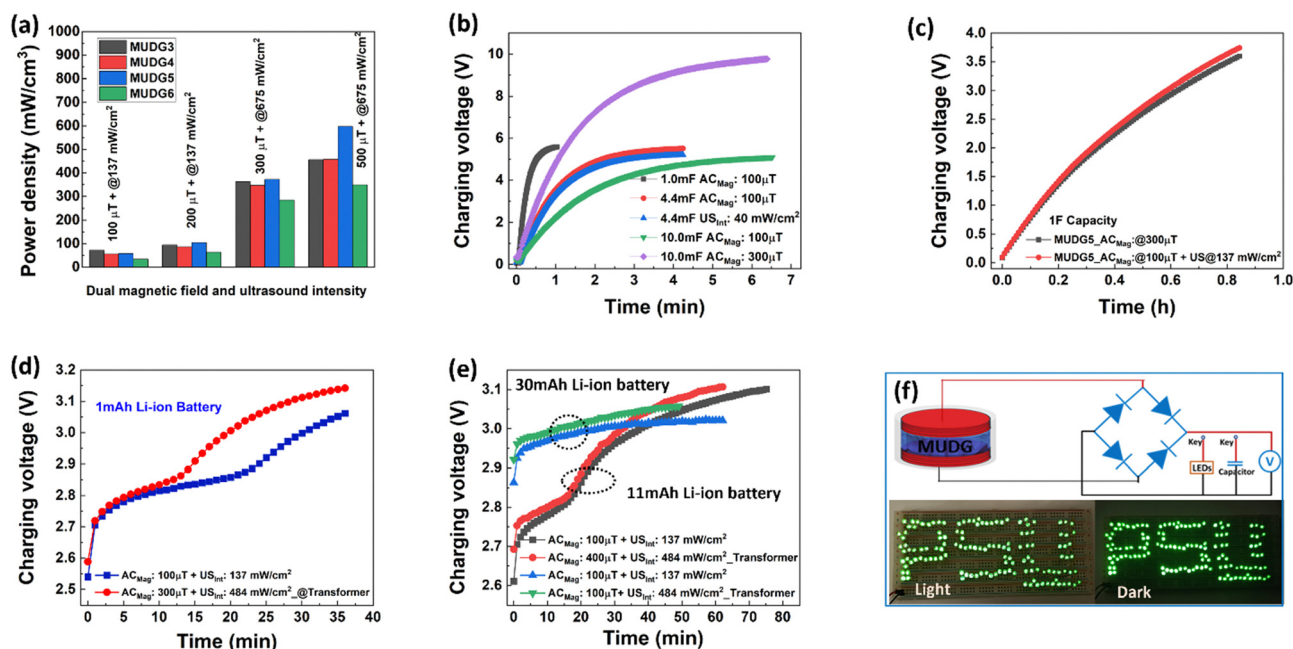 (a)
Power density (mW/cm³)
1000
900
800
700
600
500
400
300
200
100
0
MUDG3
MUDG4
MUDG5
MUDG6
100 µT + @137 mW/cm²
200 µT + @137 mW/cm²
300 µT + @675 mW/cm²
500 µT + @675 mW/cm²
Dual magnetic field and ultrasound intensity
(b)
Charging voltage (V)
10
8
6
4
2
0
1.0mF AC_Mag: 100µT
4.4mF AC_Mag: 100µT
4.4mF US_Int: 40 mW/cm²
10.0mF AC_Mag: 100µT
10.0mF AC_Mag: 300µT
0 1 2 3 4 5 6 7
Time (min)
(c)
Charging voltage (V)
4.0
3.5
3.0
2.5
2.0
1.5
1.0
0.5
0.0
1F Capacity
MUDG5_AC_Mag:@300µT
MUDG5_AC_Mag:@100µT + US@137 mW/cm²
0.0 0.2 0.4 0.6 0.8 1.0
Time (h)
(d)
Charging voltage (V)
3.2
3.1
3.0
2.9
2.8
2.7
2.6
2.5
1mAh Li-ion Battery
AC_Mag: 100µT + US_Int: 137 mW/cm²
AC_Mag: 300µT + US_Int: 484 mW/cm²_@Transformer
0 5 10 15 20 25 30 35 40
Time (min)
(e)
Charging voltage (V)
3.1
3.0
2.9
2.8
2.7
2.6
30mAh Li-ion battery
11mAh Li-ion battery
AC_Mag: 100µT + US_Int: 137 mW/cm²
AC_Mag: 400µT + US_Int: 484 mW/cm²_Transformer
AC_Mag: 100µT + US_Int: 137 mW/cm²
AC_Mag: 100µT+ US_Int: 484 mW/cm²_Transformer
0 10 20 30 40 50 60 70 80
Time (min)
(f)
MUDG
Key
Key
LEDs
Capacitor
V
PSU
PSU
Light
Dark